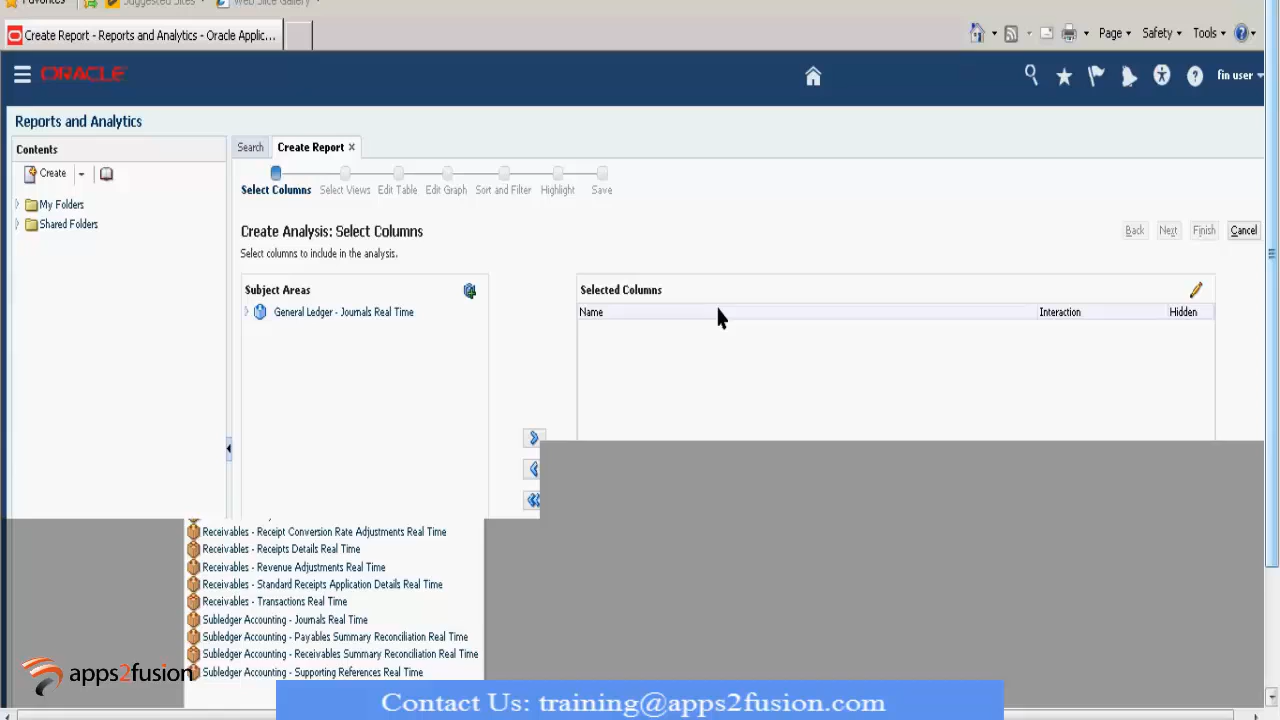 Favorites Suggested Sites Web Slice Gallery
Create Report - Reports and Analytics - Oracle Applic... Page Safety Tools
ORACLE fin user
Reports and Analytics
Contents Search Create Report
Create
My Folders
Shared Folders
Select Columns Select Views Edit Table Edit Graph Sort and Filter Highlight Save
Create Analysis: Select Columns Back Next Finish Cancel
Select columns to include in the analysis.
Subject Areas Selected Columns
General Ledger - Journals Real Time Name Interaction Hidden
Receivables - Receipt Conversion Rate Adjustments Real Time
Receivables - Receipts Details Real Time
Receivables - Revenue Adjustments Real Time
Receivables - Standard Receipts Application Details Real Time
Receivables - Transactions Real Time
Subledger Accounting - Journals Real Time
Subledger Accounting - Payables Summary Reconciliation Real Time
Subledger Accounting - Receivables Summary Reconciliation Real Time
Subledger Accounting - Supporting References Real Time
apps2fusion
Contact Us: training@apps2fusion.com